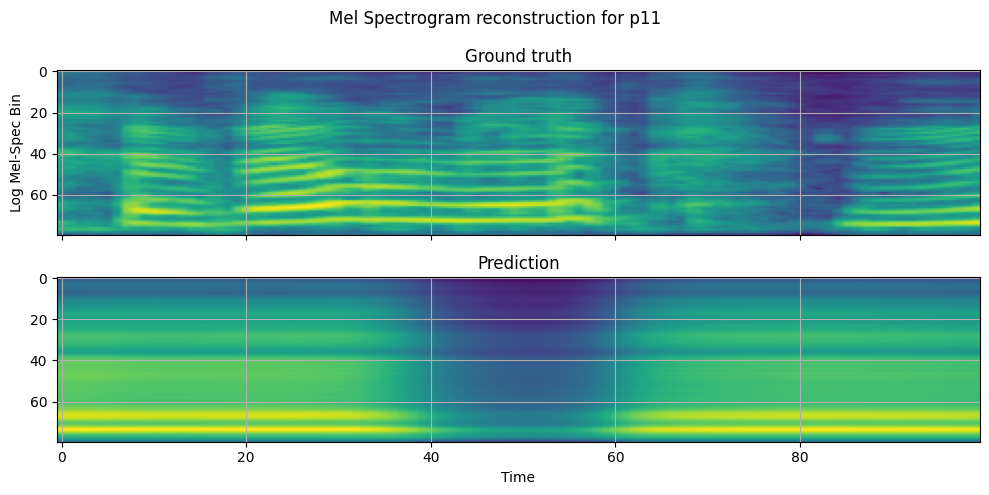 Mel Spectrogram reconstruction for p11
Ground truth
Log Mel-Spec Bin
0
20
40
60
Prediction
0
20
40
60
0 20 40 60 80
Time